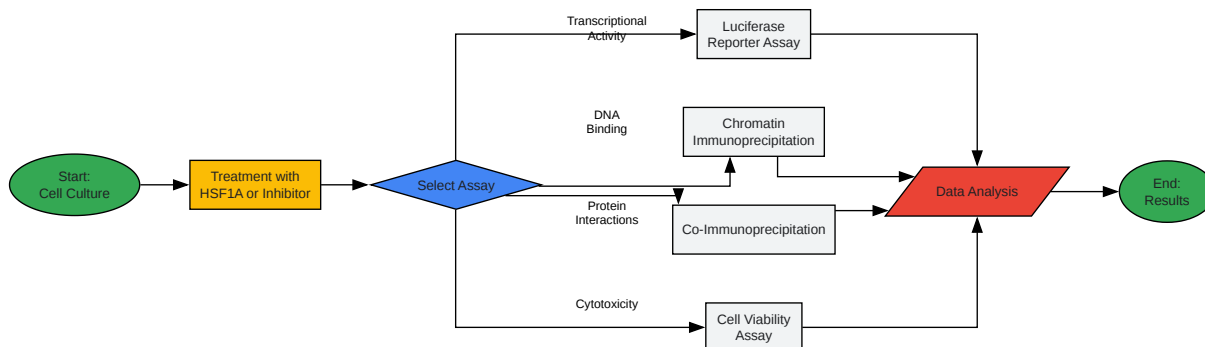 Transcriptional
Activity
Luciferase
Reporter Assay
DNA
Binding
Chromatin
Immunoprecipitation
Start:
Cell Culture
Treatment with
HSF1A or Inhibitor
Select Assay
Data Analysis
End:
Results
Protein
Interactions
Co-Immunoprecipitation
Cytotoxicity
Cell Viability
Assay